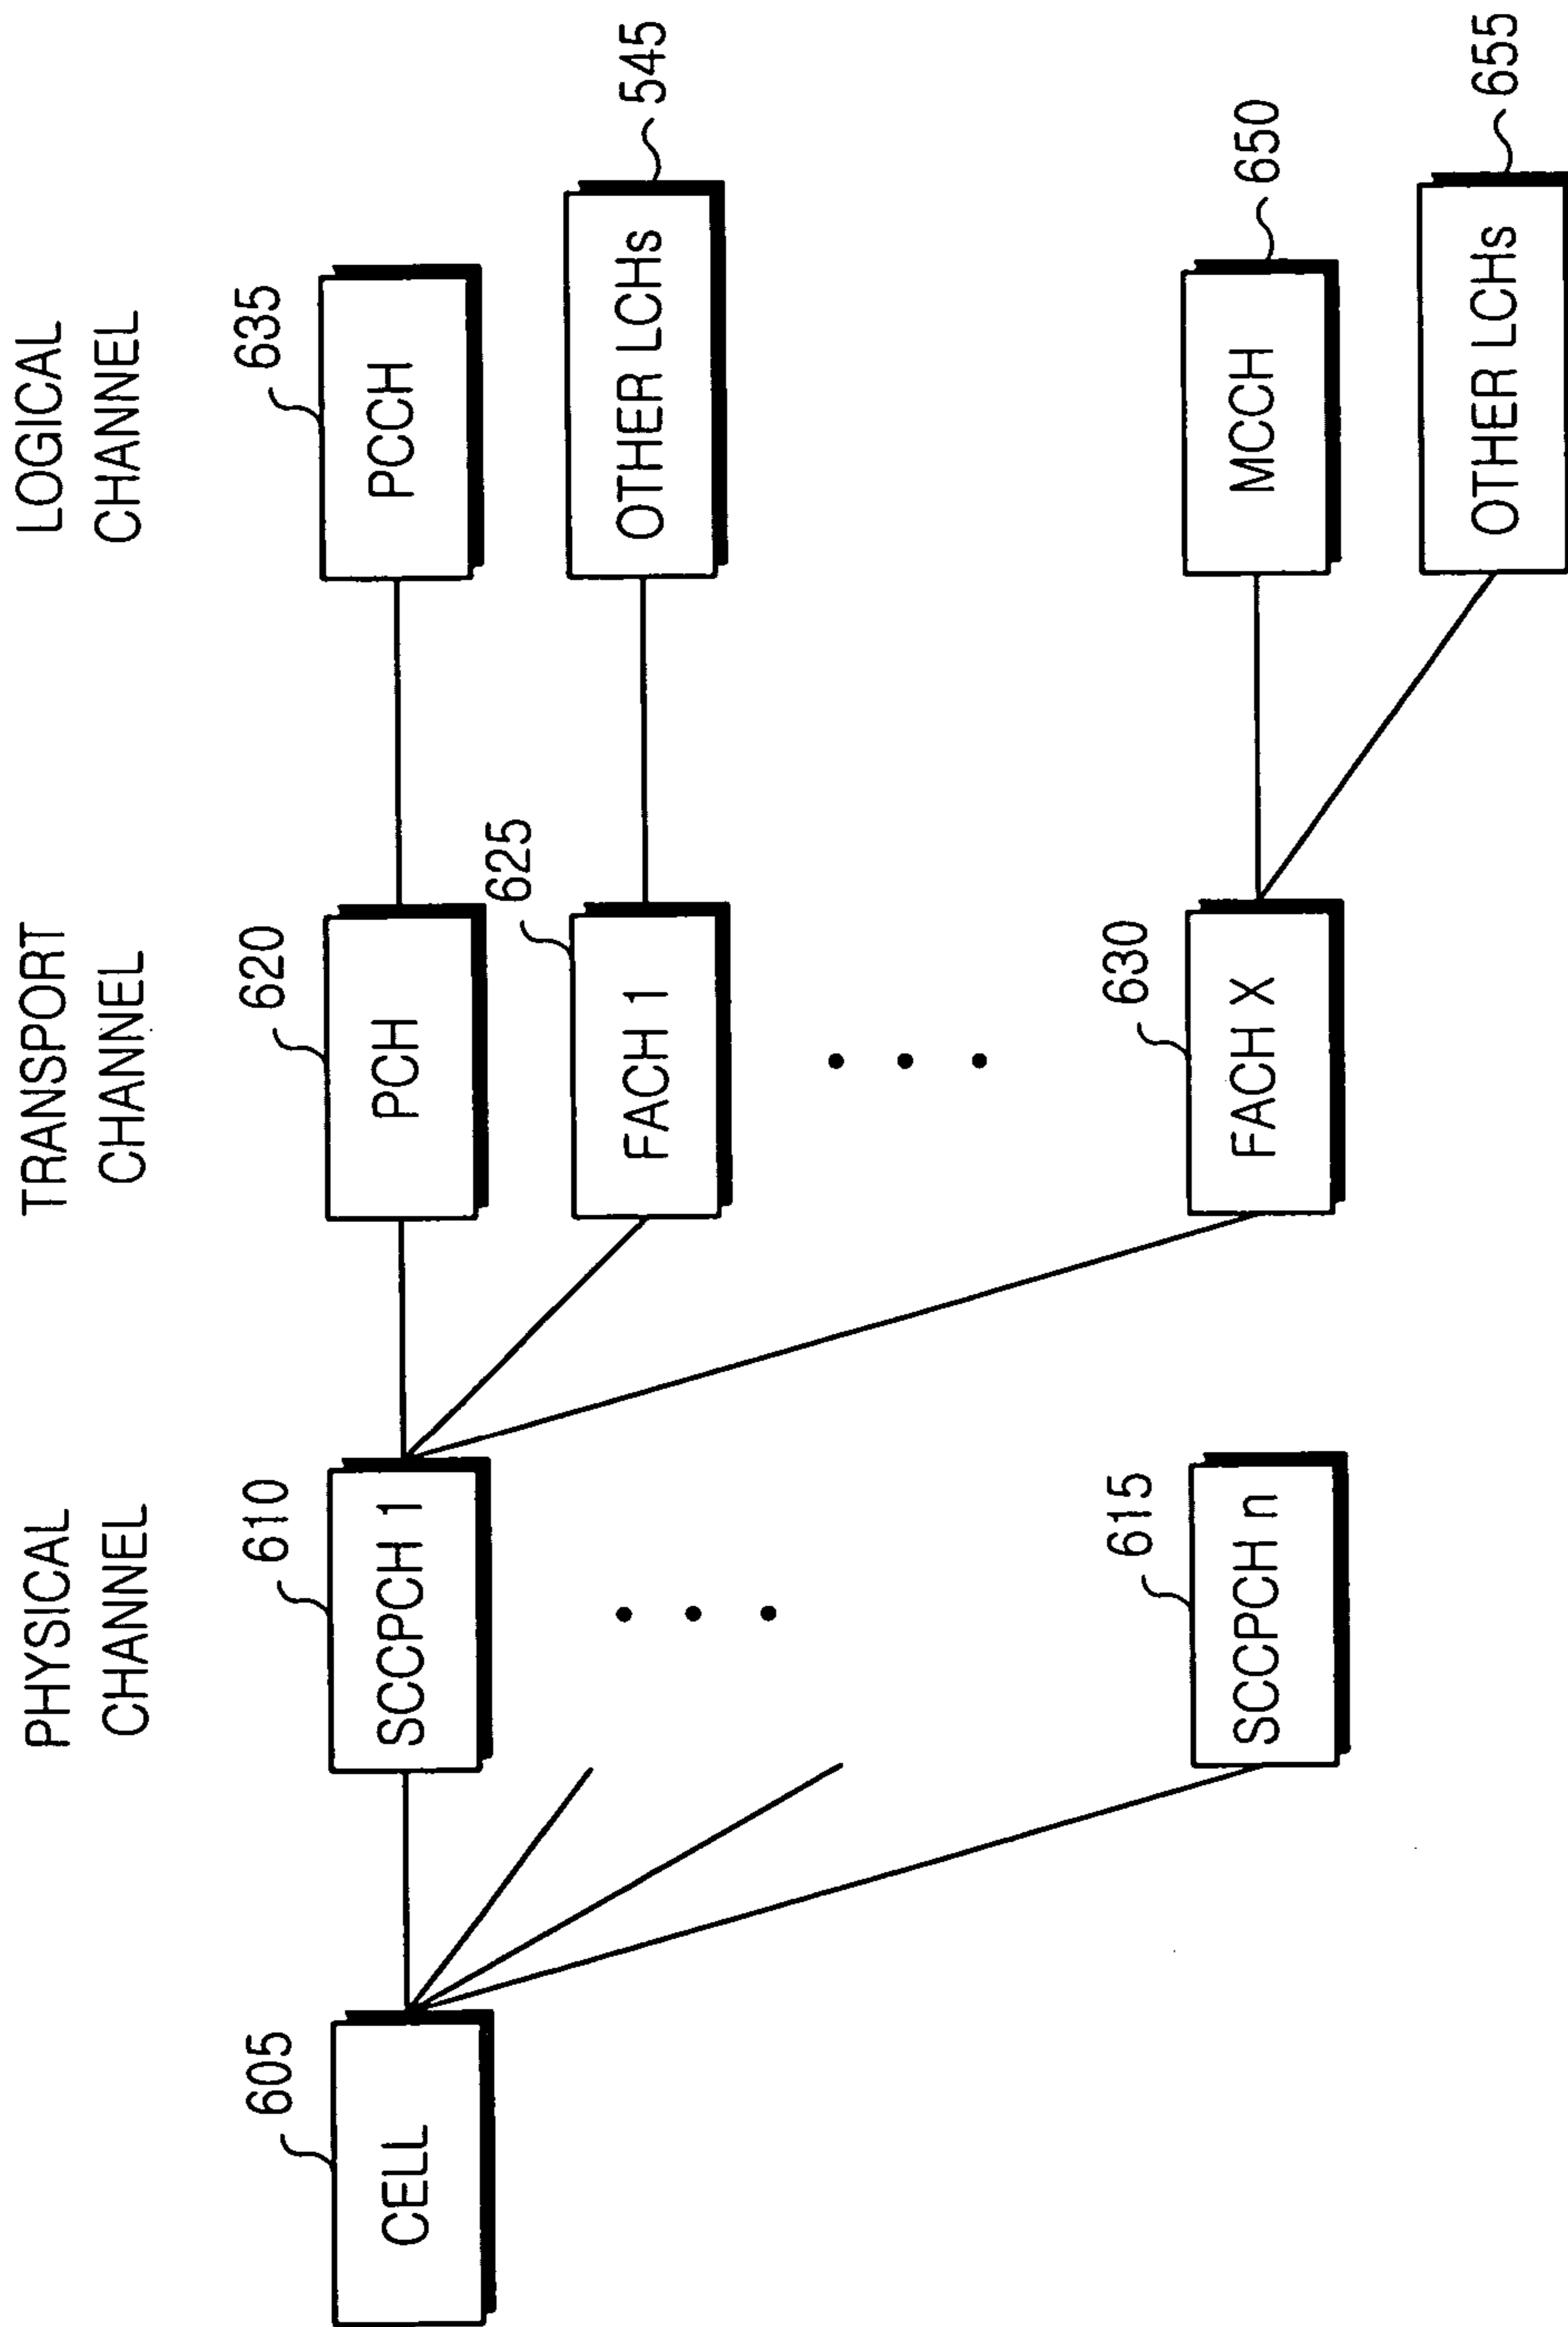 PHYSICAL
CHANNEL
TRANSPORT
CHANNEL
LOGICAL
CHANNEL
605
CELL
610
SCCPCH 1
615
SCCPCH n
620
PCH
625
FACH 1
630
FACH X
635
PCCH
OTHER LCHs
545
MCCH
650
OTHER LCHs
655